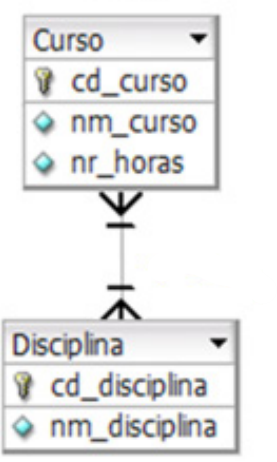 Curso
cd_curso
nm_curso
nr_horas
Disciplina
cd_disciplina
nm_disciplina